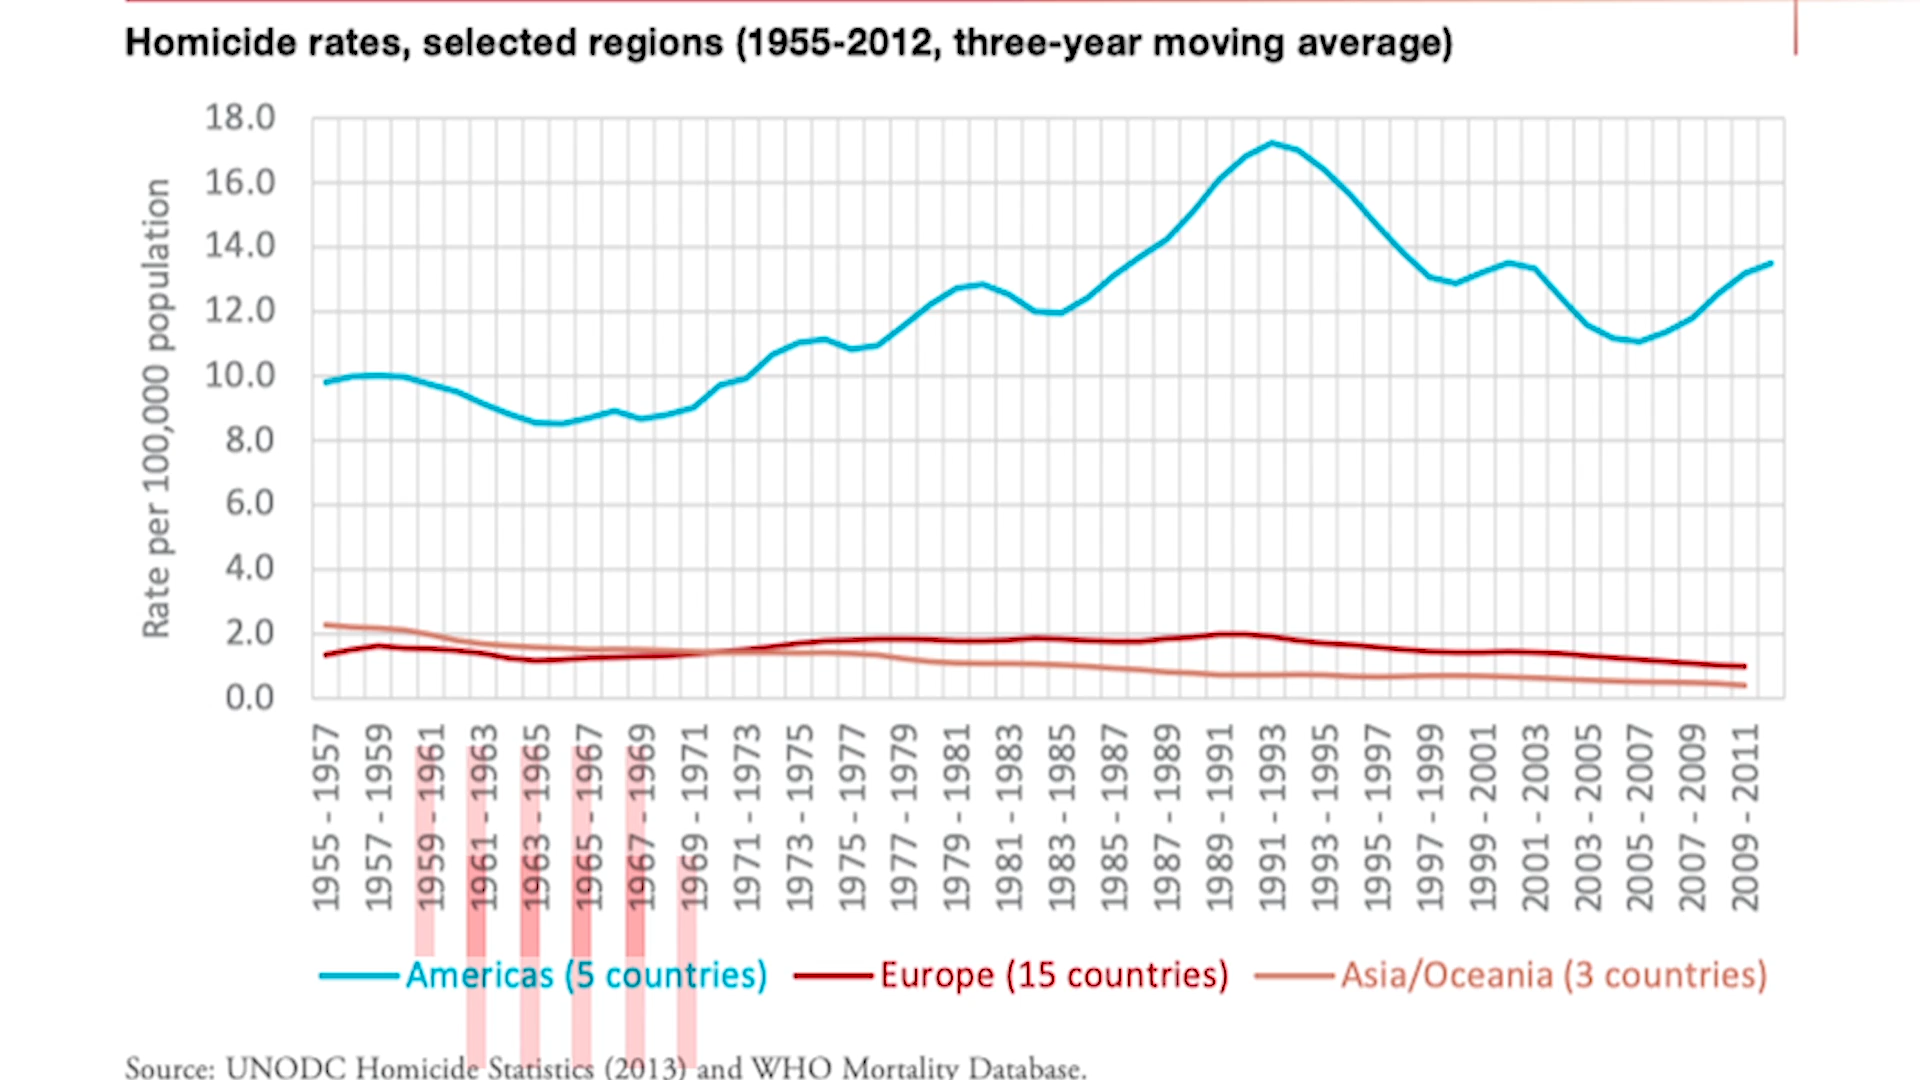 Homicide rates, selected regions (1955-2012, three-year moving average)
Rate per 100,000 population
18.0
16.0
14.0
12.0
10.0
8.0
6.0
4.0
2.0
0.0
1955 - 1957
1957 - 1959
1959 - 1961
1961 - 1963
1963 - 1965
1965 - 1967
1967 - 1969
1969 - 1971
1971 - 1973
1973 - 1975
1975 - 1977
1977 - 1979
1979 - 1981
1981 - 1983
1983 - 1985
1985 - 1987
1987 - 1989
1989 - 1991
1991 - 1993
1993 - 1995
1995 - 1997
1997 - 1999
1999 - 2001
2001 - 2003
2003 - 2005
2005 - 2007
2007 - 2009
2009 - 2011
Americas (5 countries) Europe (15 countries) Asia/Oceania (3 countries)
Source: UNODC Homicide Statistics (2013) and WHO Mortality Database.